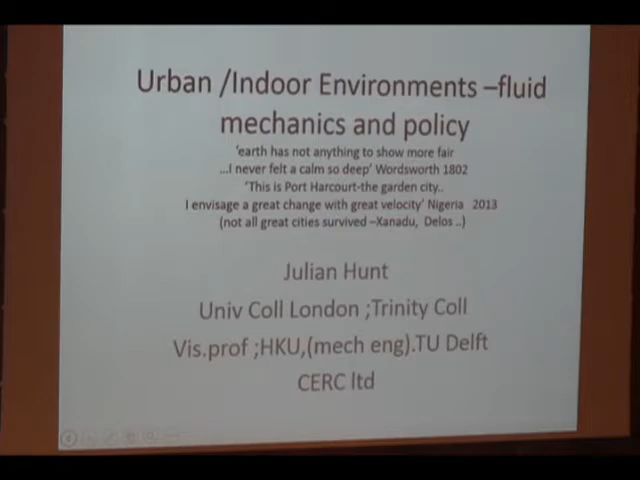 Urban /Indoor Environments –fluid
mechanics and policy
'earth has not anything to show more fair
...I never felt a calm so deep' Wordsworth 1802
'This is Port Harcourt-the garden city..
I envisage a great change with great velocity' Nigeria 2013
(not all great cities survived –Xanadu, Delos ..)
Julian Hunt
Univ Coll London ;Trinity Coll
Vis.prof ;HKU,(mech eng).TU Delft
CERC ltd